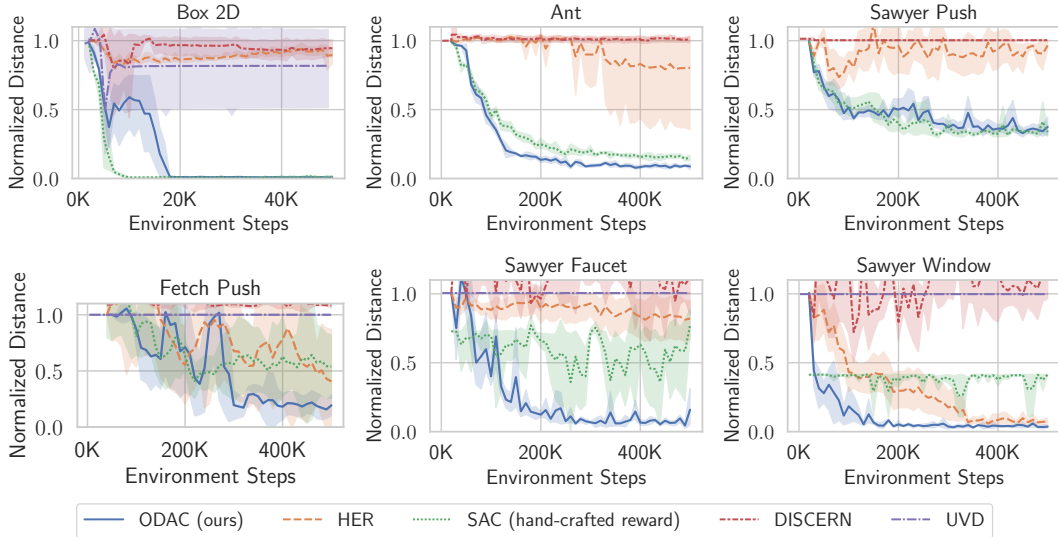 Box 2D
Ant
Sawyer Push
Normalized Distance
1.0
0.5
0.0
0K
20K
40K
Environment Steps
Normalized Distance
1.0
0.5
0.0
0K
200K
400K
Environment Steps
Normalized Distance
1.0
0.5
0.0
0K
200K
400K
Environment Steps
Fetch Push
Sawyer Faucet
Sawyer Window
Normalized Distance
1.0
0.5
0.0
0K
200K
400K
Environment Steps
Normalized Distance
1.0
0.5
0.0
0K
200K
400K
Environment Steps
Normalized Distance
1.0
0.5
0.0
0K
200K
400K
Environment Steps
ODAC (ours) HER SAC (hand-crafted reward) DISCERN UVD